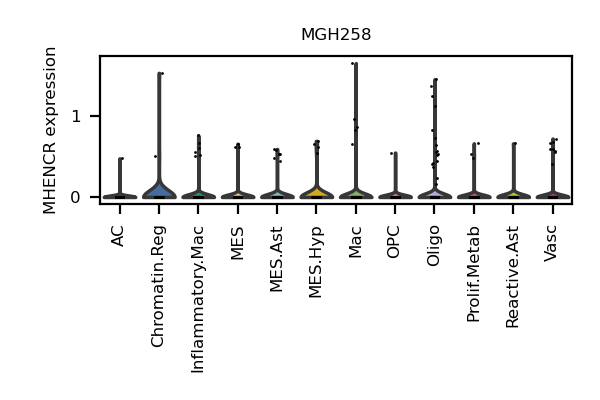 MGH258
MHENCR expression
1
0
AC
Chromatin.Reg
Inflammatory.Mac
MES
MES.Ast
MES.Hyp
Mac
OPC
Oligo
Prolif.Metab
Reactive.Ast
Vasc